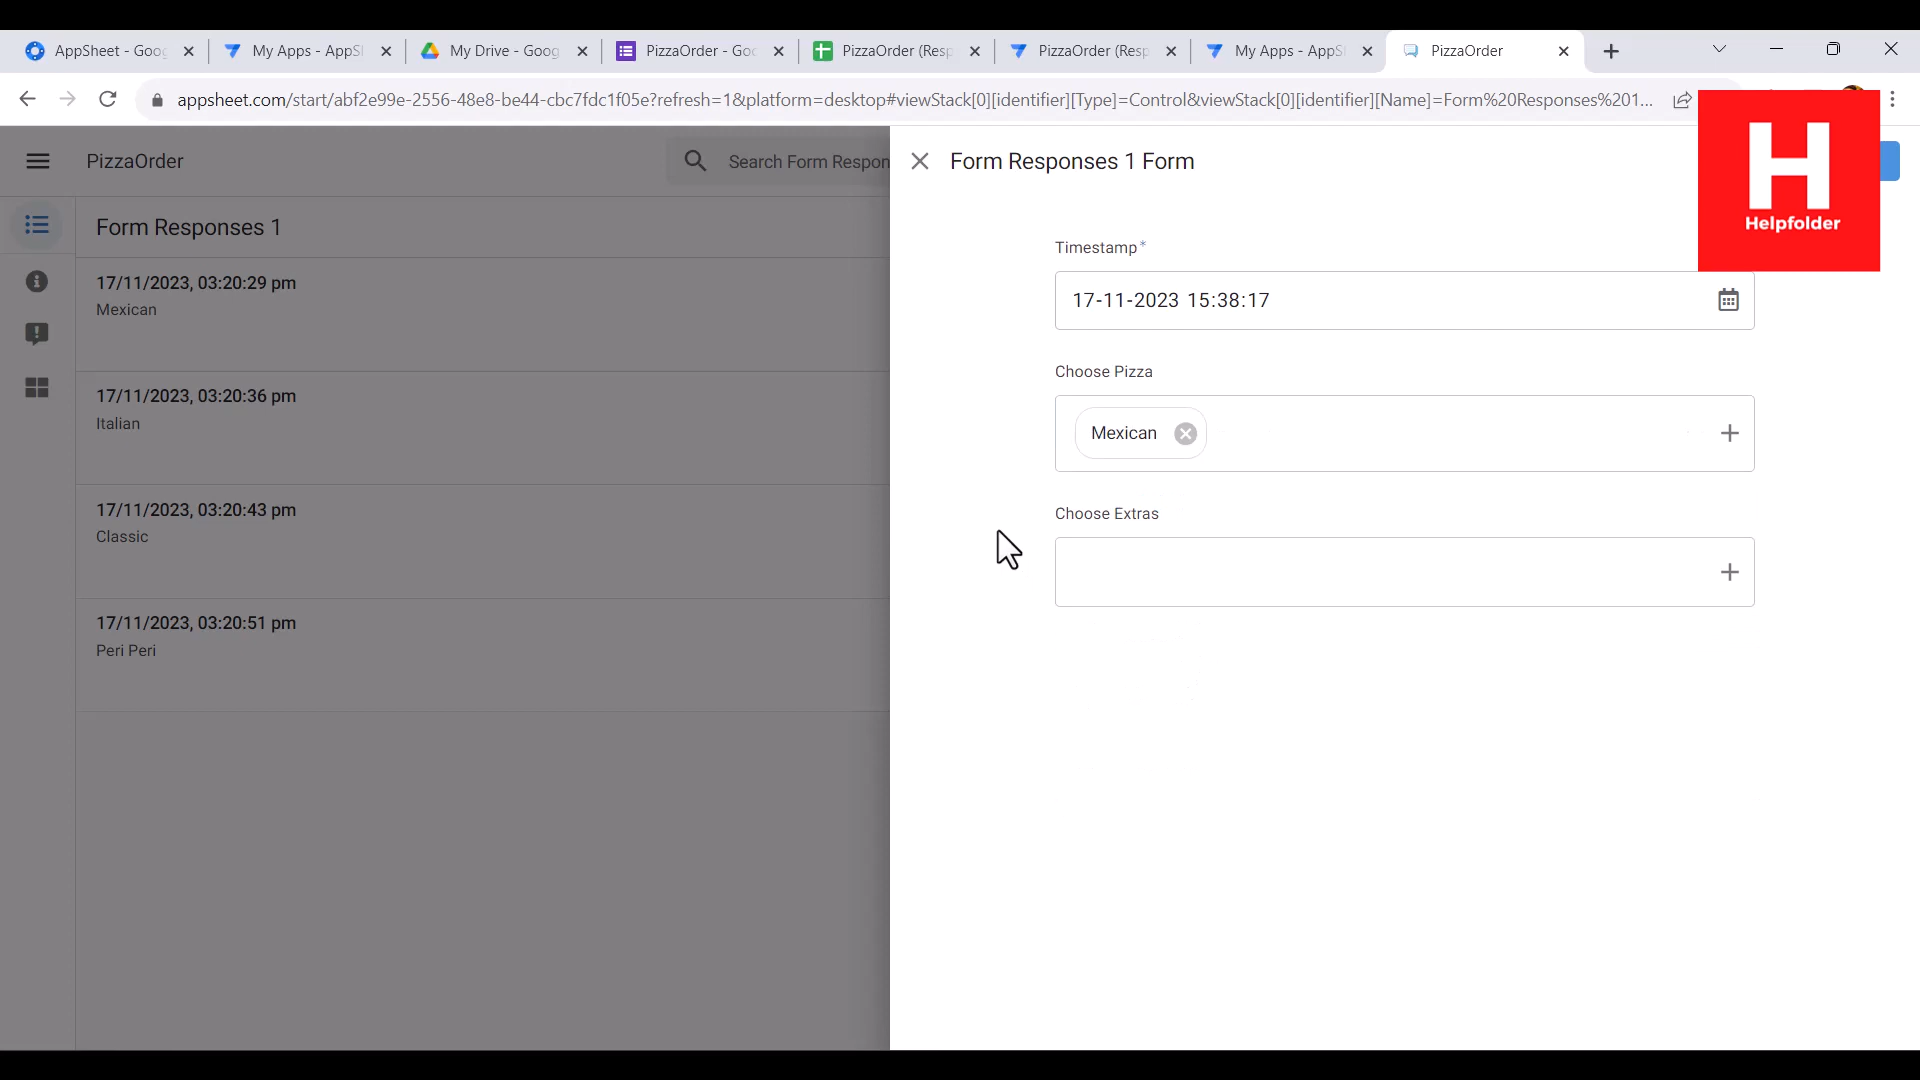 AppSheet - Goog
My Apps - AppSh
My Drive - Goog
PizzaOrder - Goo
PizzaOrder (Resp
PizzaOrder (Resp
My Apps - AppSh
PizzaOrder
appsheet.com/start/abf2e99e-2556-48e8-be44-cbc7fdc1f05e?refresh=1&platform=desktop#viewStack[0][identifier][Type]=Control&viewStack[0][identifier][Name]=Form%20Responses%201...
PizzaOrder
Search Form Respon
Form Responses 1
17/11/2023, 03:20:29 pm
Mexican
17/11/2023, 03:20:36 pm
Italian
17/11/2023, 03:20:43 pm
Classic
17/11/2023, 03:20:51 pm
Peri Peri
Form Responses 1 Form
Timestamp*
17-11-2023 15:38:17
Choose Pizza
Mexican
Choose Extras
H
Helpfolder